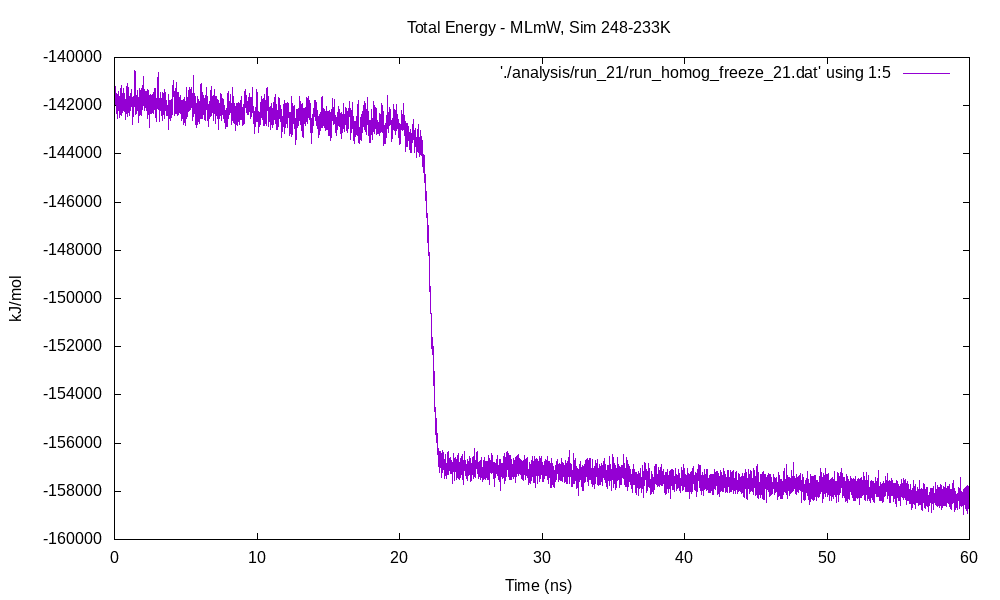 Total Energy - MLmW, Sim 248-233K
'./analysis/run_21/run_homog_freeze_21.dat' using 1:5
-140000
-142000
-144000
-146000
-148000
-150000
-152000
-154000
-156000
-158000
-160000
kJ/mol
0 10 20 30 40 50 60
Time (ns)